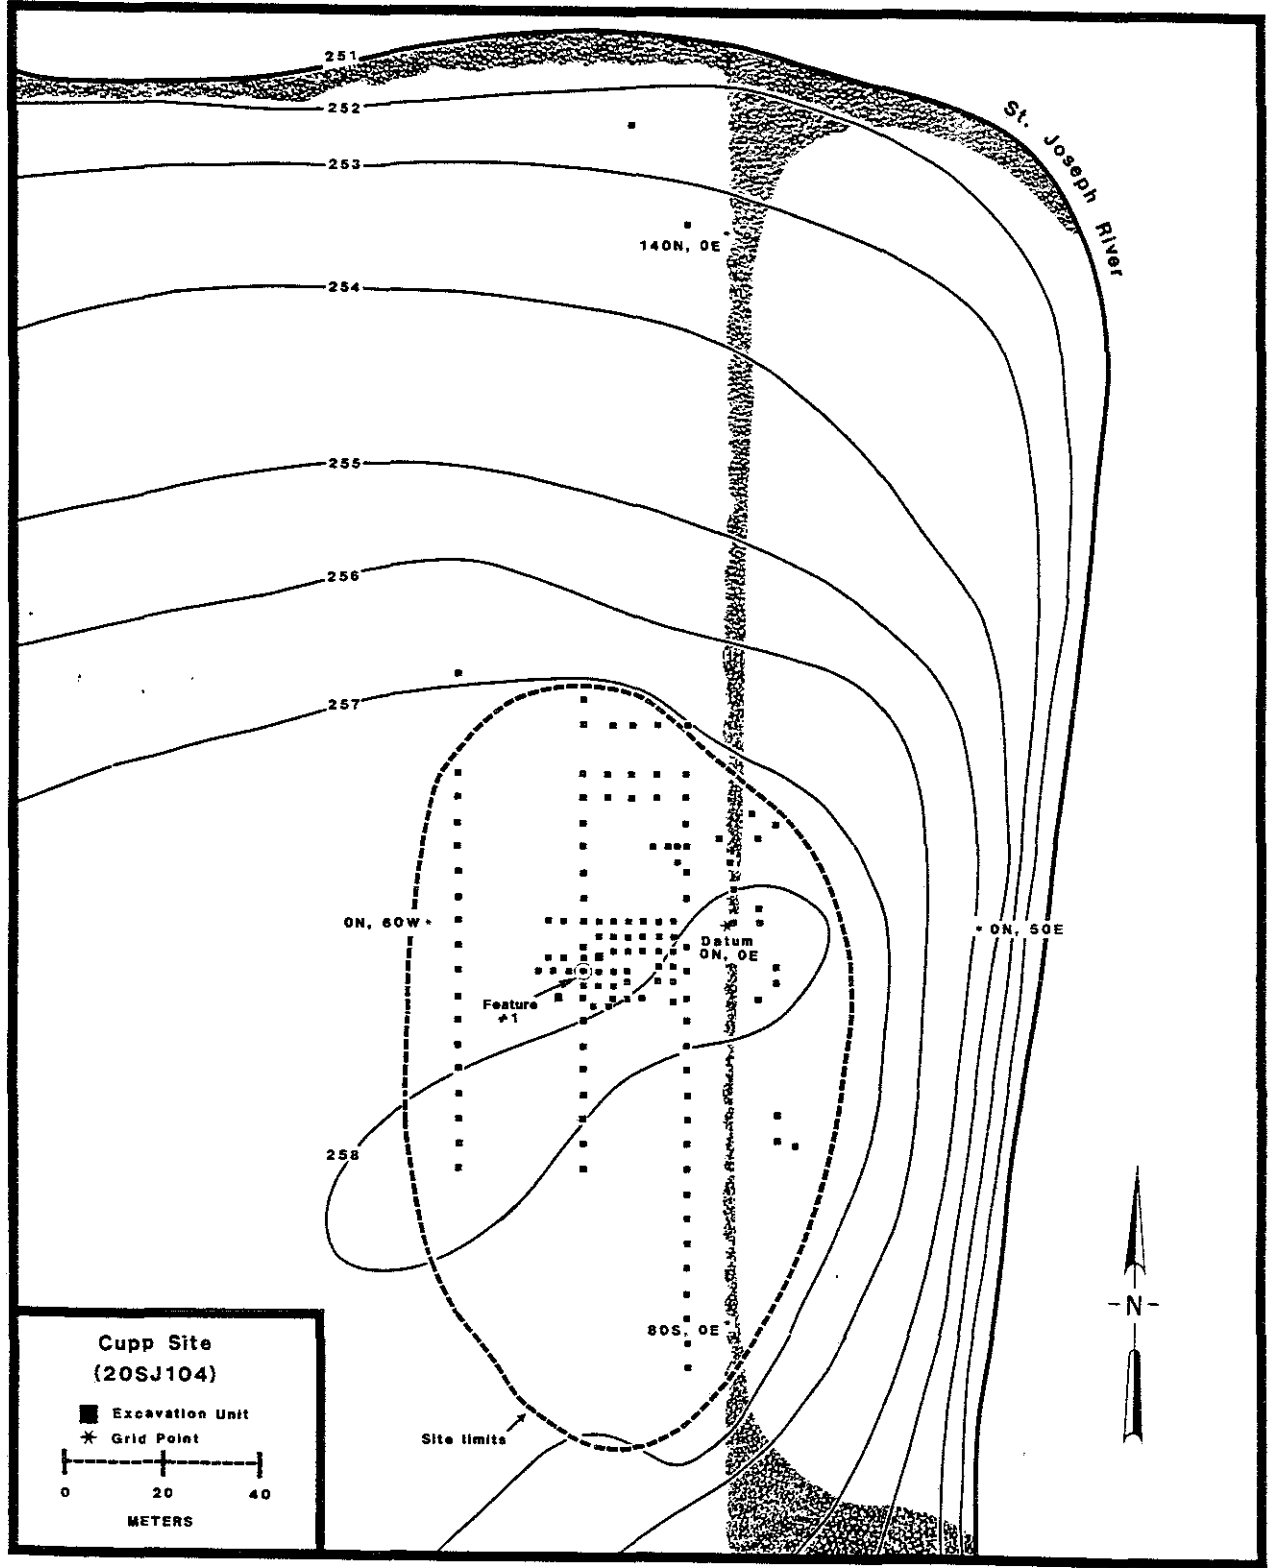 251
252
St. Joseph River
253
140N, 0E
254
255
256
257
0N, 60W
0N, 50E
Datum
0N, 0E
Feature
≠1
258
80S, 0E
N
Cupp Site
(20SJ104)
Excavation Unit
Grid Point
Site limits
0 20 40
METERS